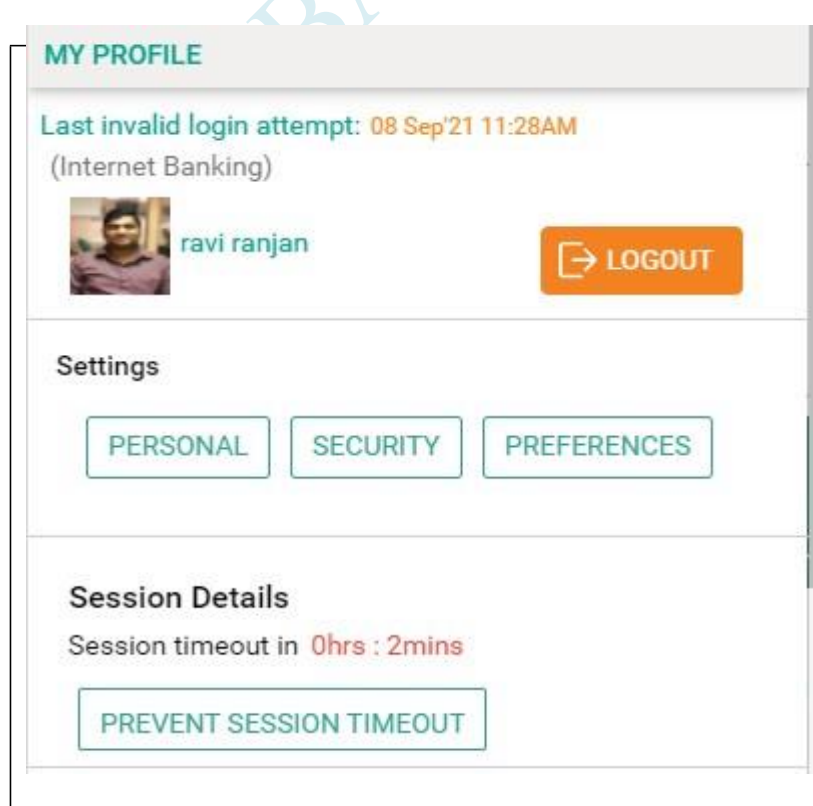 MY PROFILE
Last invalid login attempt: 08 Sep'21 11:28AM
(Internet Banking)
ravi ranjan
LOGOUT
Settings
PERSONAL SECURITY PREFERENCES
Session Details
Session timeout in 0hrs : 2mins
PREVENT SESSION TIMEOUT